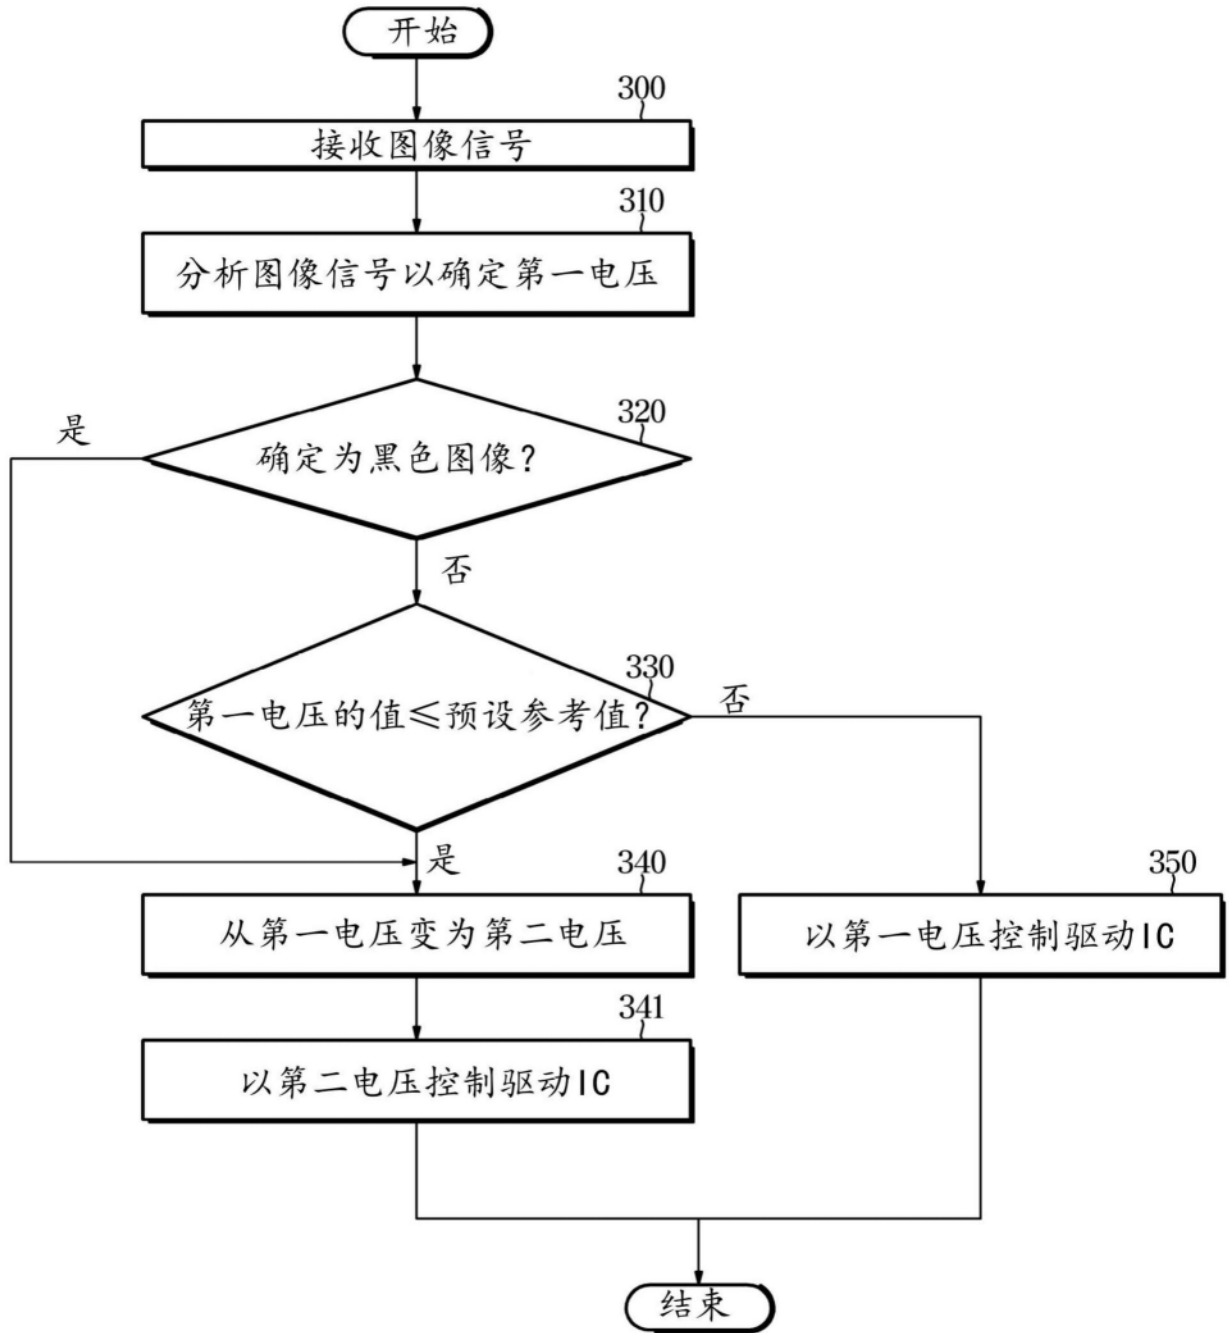 开始
300
接收图像信号
310
分析图像信号以确定第一电压
320
是
确定为黑色图像?
否
330
第一电压的值≤预设参考值?
否
是
340
350
从第一电压变为第二电压
以第一电压控制驱动IC
341
以第二电压控制驱动IC
结束